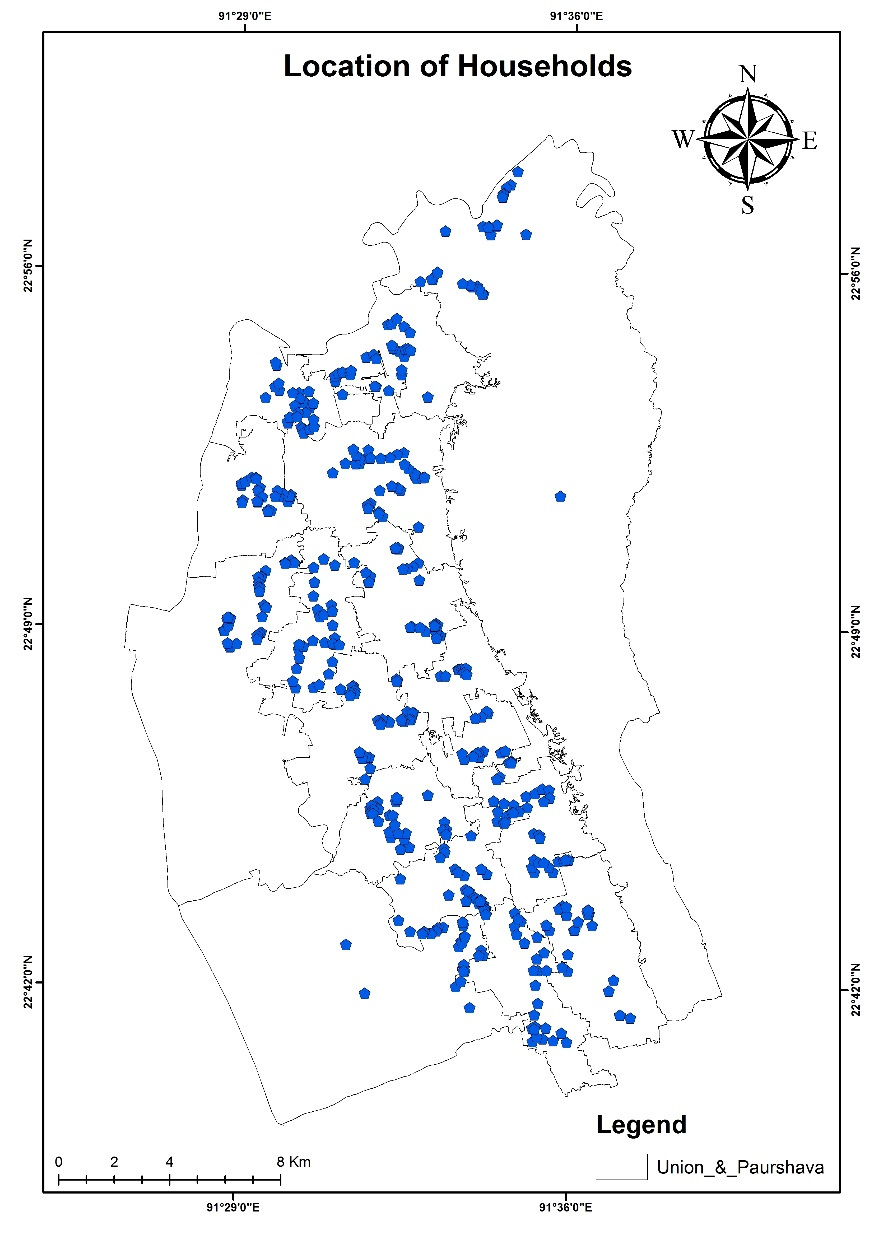 91°29'0"E 91°36'0"E
Location of Households
N
W E
S
22°56'0"N 22°56'0"N
22°49'0"N 22°49'0"N
22°42'0"N 22°42'0"N
Legend
0 2 4 8 Km
Union_&_Paurshava
91°29'0"E 91°36'0"E